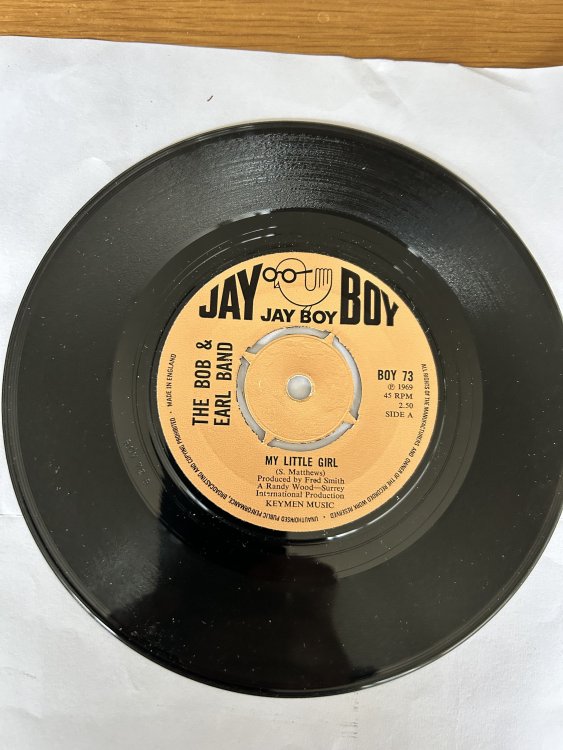 JAY BOY
JAY BOY
THE BOB &
EARL BAND
BOY 73
℗ 1969
45 RPM
2.50
SIDE A
MY LITTLE GIRL
(S. Matthews)
Produced by Fred Smith
A Randy Wood—Surrey
International Production
KEYMEN MUSIC
ALL RIGHTS OF THE MANUFACTURERS AND OWNER OF THE RECORDED WORK RESERVED · UNAUTHORISED PUBLIC PERFORMANCE, BROADCASTING AND COPYING PROHIBITED · MADE IN ENGLAND